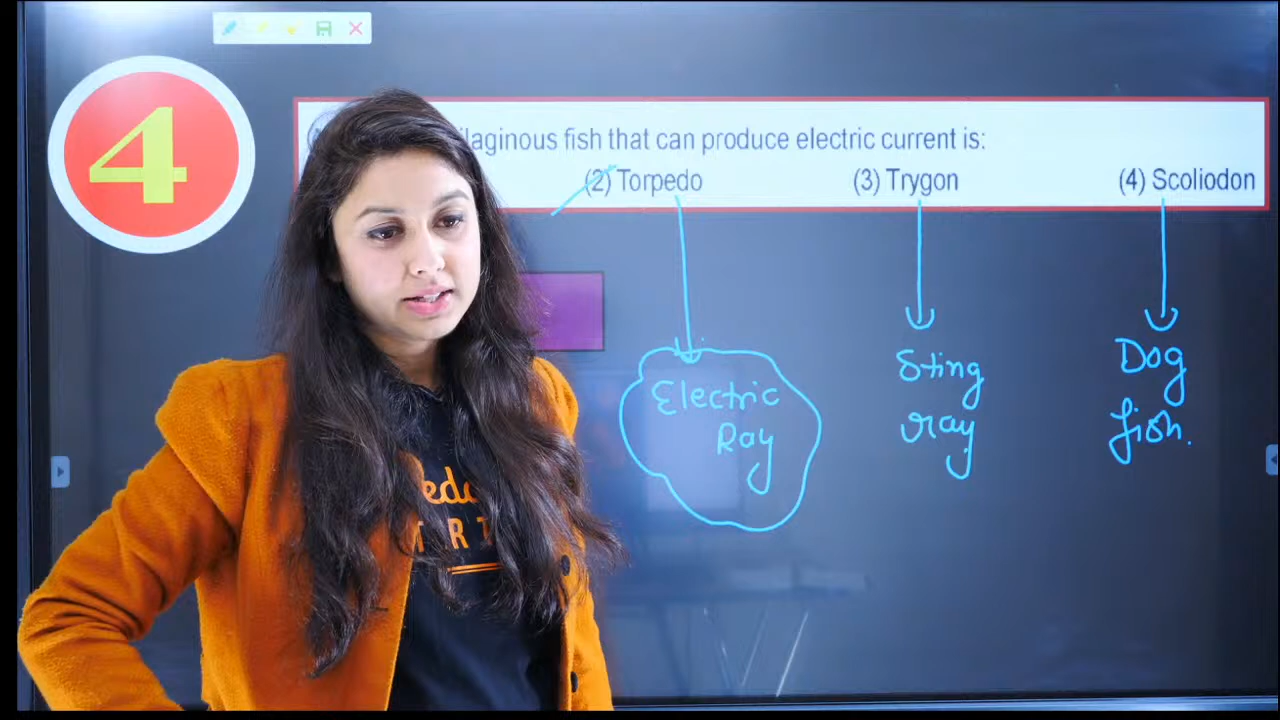 4
laginous fish that can produce electric current is:
(2) Torpedo (3) Trygon (4) Scoliodon
Electric
Ray
Sting
ray
Dog
fish.